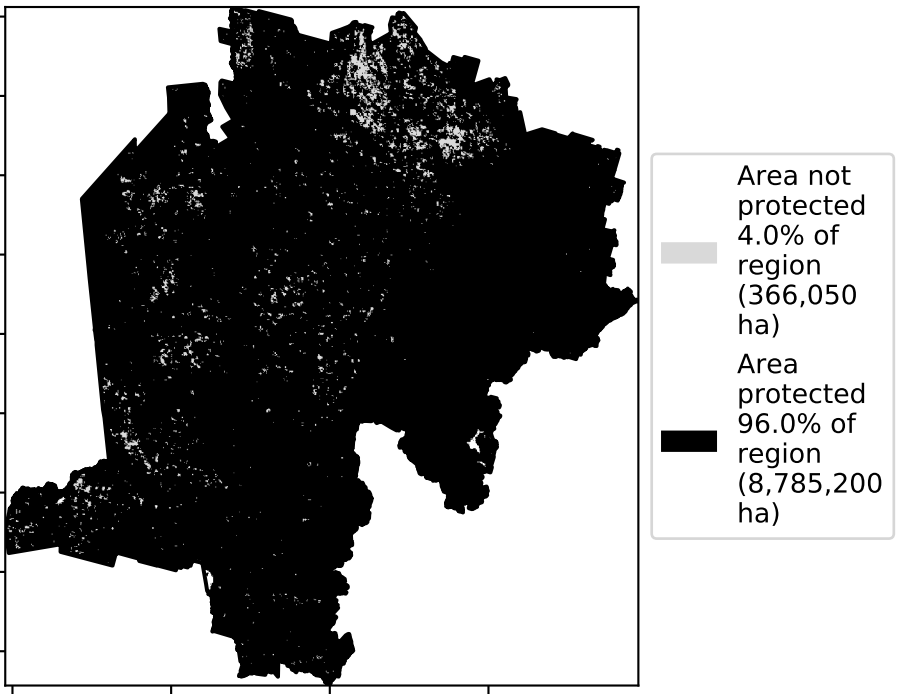 Area not
protected
4.0% of
region
(366,050
ha)
Area
protected
96.0% of
region
(8,785,200
ha)